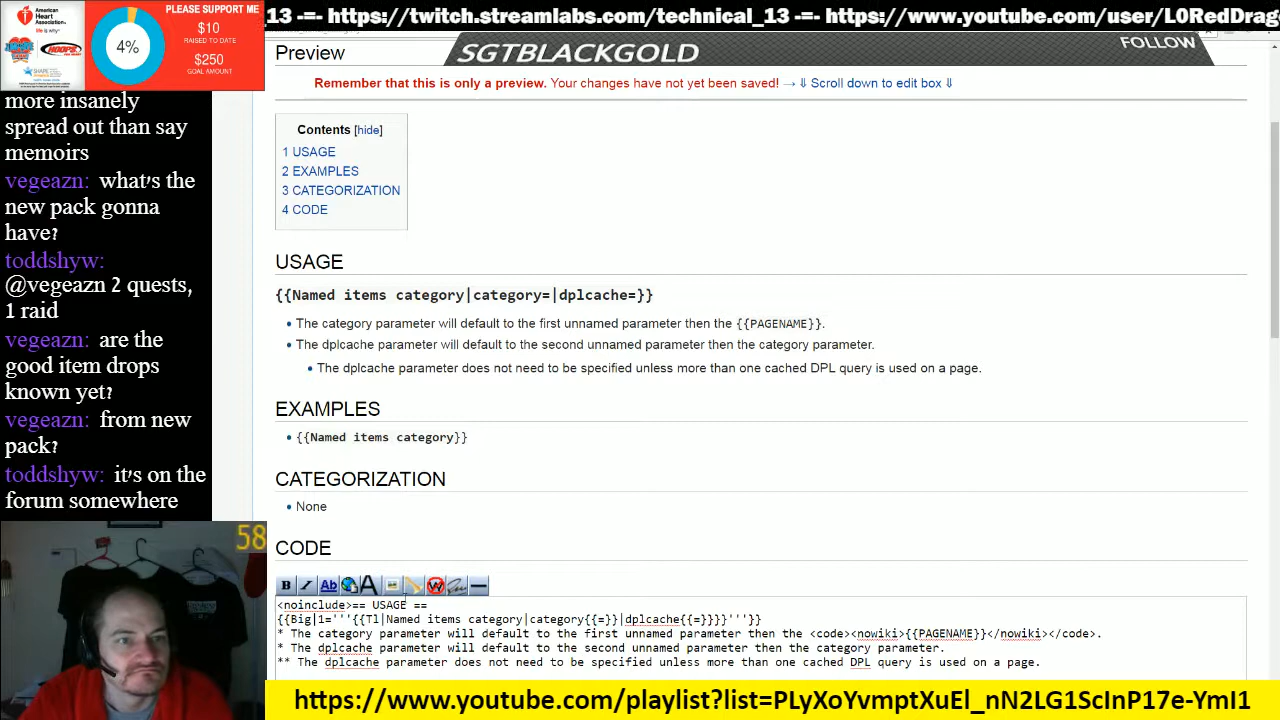 13 -=- https://twitch.streamlabs.com/technical_13 -=- https://www.youtube.com/user/L0RedDrag
American Heart Association
life is why
HOOPS
PLEASE SUPPORT ME
$10
RAISED TO DATE
$250
GOAL AMOUNT
4%
more insanely
spread out than say
memoirs
vegeazn: what's the
new pack gonna
have?
toddshyw:
@vegeazn 2 quests,
1 raid
vegeazn: are the
good item drops
known yet?
vegeazn: from new
pack?
toddshyw: it's on the
forum somewhere
58
Preview
SGTBLACKGOLD
FOLLOW
Remember that this is only a preview. Your changes have not yet been saved! → ⇓ Scroll down to edit box ⇓
Contents [hide]
1 USAGE
2 EXAMPLES
3 CATEGORIZATION
4 CODE
USAGE
{{Named items category|category=|dplcache=}}
• The category parameter will default to the first unnamed parameter then the {{PAGENAME}}.
• The dplcache parameter will default to the second unnamed parameter then the category parameter.
• The dplcache parameter does not need to be specified unless more than one cached DPL query is used on a page.
EXAMPLES
• {{Named items category}}
CATEGORIZATION
• None
CODE
B I Ab A W
<noinclude>== USAGE ==
{{Big|1='''{{Tl|Named items category|category{{=}}|dplcache{{=}}}}'''}}
* The category parameter will default to the first unnamed parameter then the <code><nowiki>{{PAGENAME}}</nowiki></code>.
* The dplcache parameter will default to the second unnamed parameter then the category parameter.
** The dplcache parameter does not need to be specified unless more than one cached DPL query is used on a page.
https://www.youtube.com/playlist?list=PLyXoYvmptXuEl_nN2LG1ScInP17e-YmI1